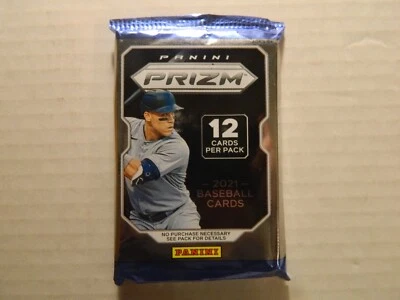 PANINI
PRIZM
12
CARDS
PER PACK
2021
BASEBALL
CARDS
NO PURCHASE NECESSARY
SEE PACK FOR DETAILS
PANINI